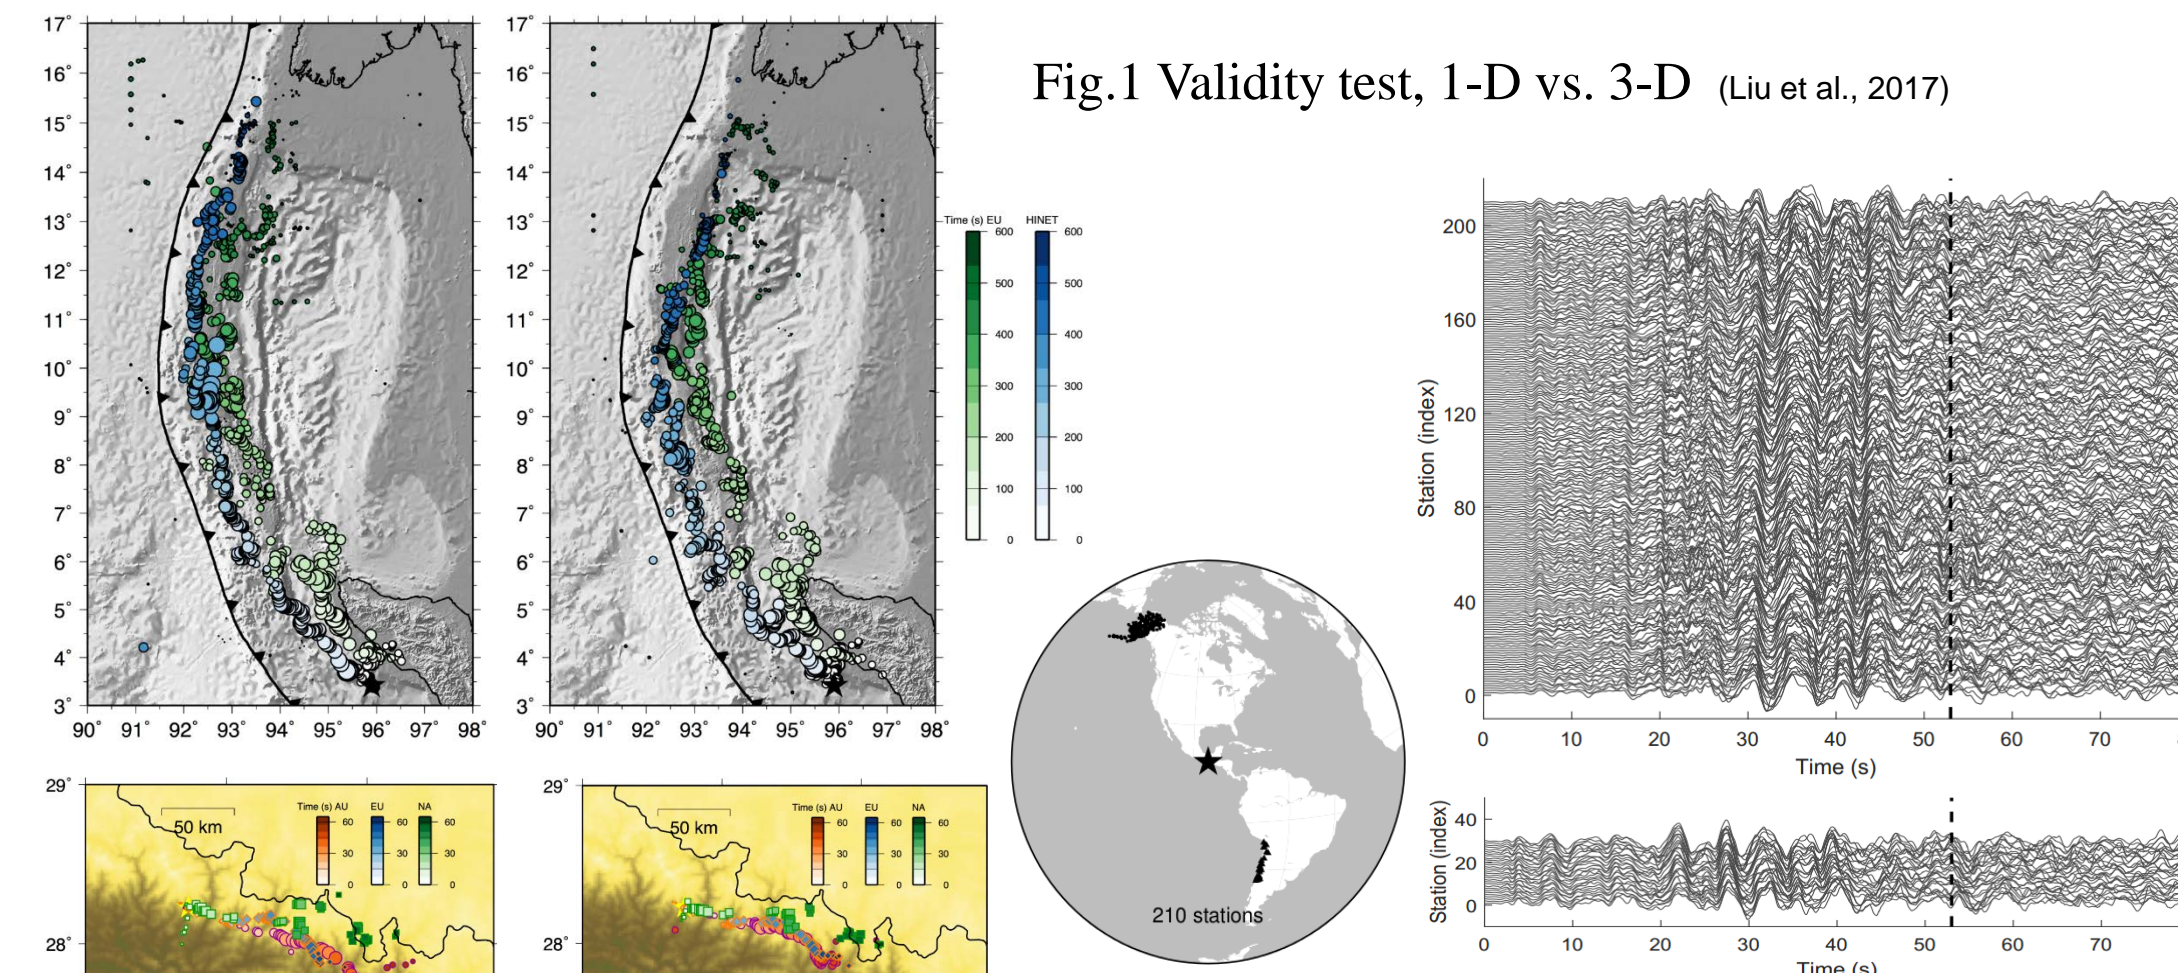 Fig.1 Validity test, 1-D vs. 3-D (Liu et al., 2017)
17°
16°
15°
14°
13°
12°
11°
10°
9°
8°
7°
6°
5°
4°
3°
90° 91° 92° 93° 94° 95° 96° 97° 98°
17°
16°
15°
14°
13°
12°
11°
10°
9°
8°
7°
6°
5°
4°
3°
90° 91° 92° 93° 94° 95° 96° 97° 98°
Time (s) EU HINET
600 600
500 500
400 400
300 300
200 200
100 100
0 0
Station (index)
200
160
120
80
40
0
0 10 20 30 40 50 60 70
Time (s)
210 stations
Station (index)
40
20
0
0 10 20 30 40 50 60 70
Time (s)
29°
28°
50 km
Time (s) AU EU NA
60 60 60
30 30 30
0 0 0
29°
28°
50 km
Time (s) AU EU NA
60 60 60
30 30 30
0 0 0